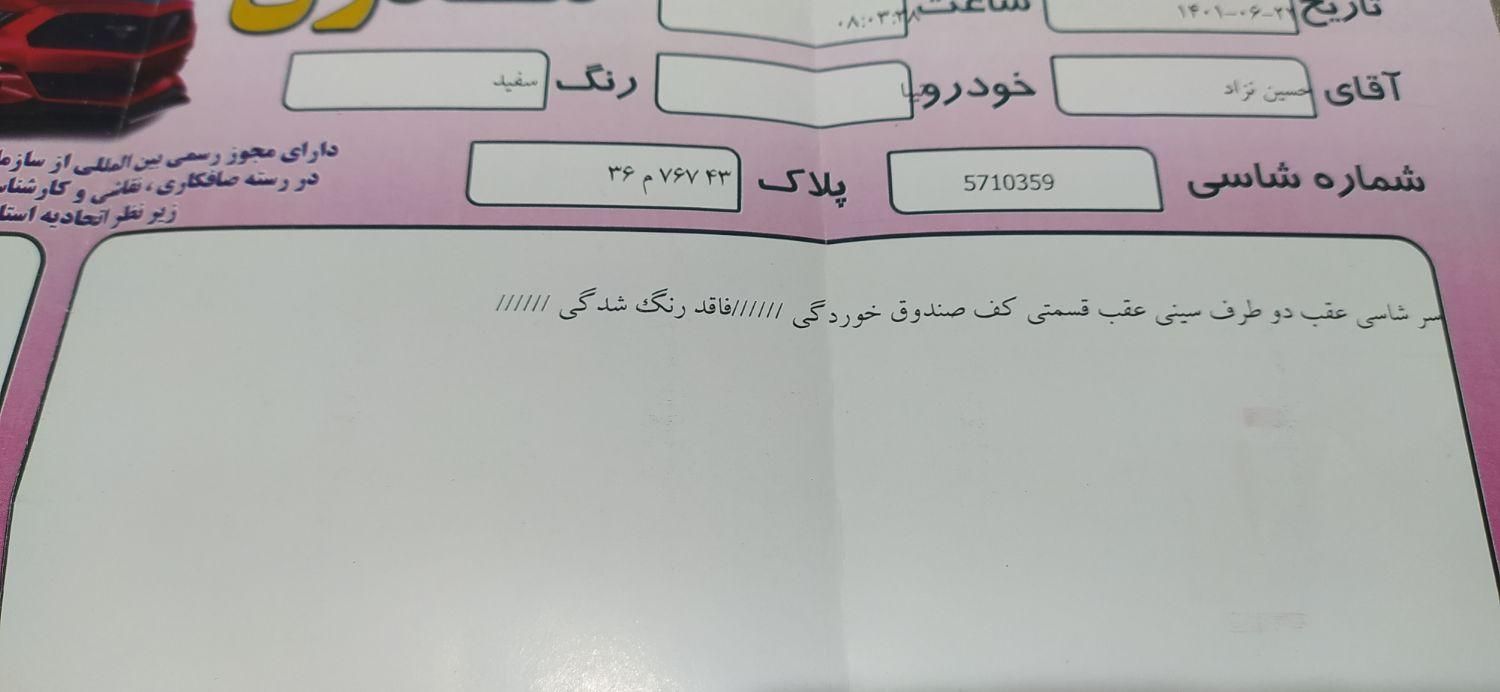 تاریخ ۱۴۰۱-۰۶-۲۷ ساعت ۰۸:۰۳:۳۸
آقای حسین نژاد خودرو رنگ سفید
شماره شاسی 5710359 پلاک ۴۳ ۷۶۷ م ۳۶
دارای مجوز رسمی بین المللی از
در رسته صافکاری ، نقاشی و
زیر نظر اتحادیه
سر شاسی عقب دو طرف سینی عقب قسمتی کف صندوق خوردگی //////فاقد رنگ شدگی //////